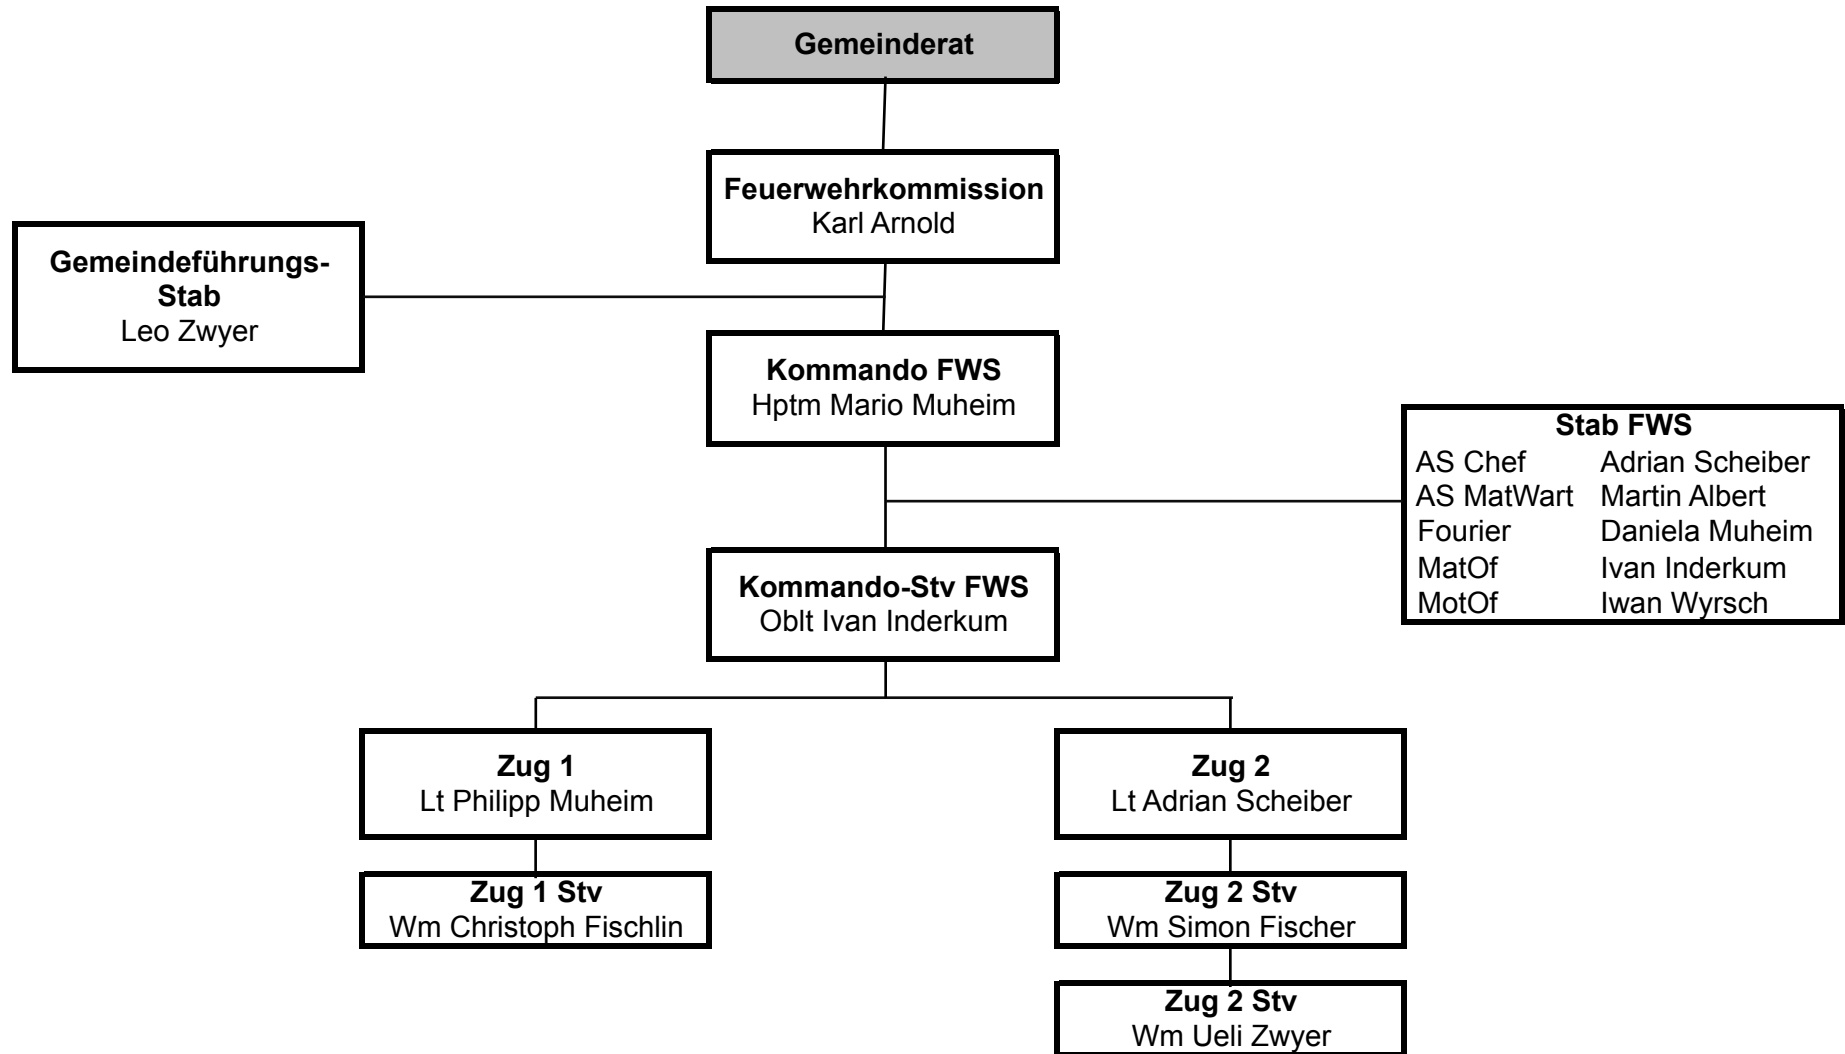 Gemeinderat
Feuerwehrkommission
Karl Arnold
Gemeindeführungs-
Stab
Leo Zwyer
Kommando FWS
Hptm Mario Muheim
Stab FWS
AS Chef Adrian Scheiber
AS MatWart Martin Albert
Fourier Daniela Muheim
MatOf Ivan Inderkum
MotOf Iwan Wyrsch
Kommando-Stv FWS
Oblt Ivan Inderkum
Zug 1
Lt Philipp Muheim
Zug 2
Lt Adrian Scheiber
Zug 1 Stv
Wm Christoph Fischlin
Zug 2 Stv
Wm Simon Fischer
Zug 2 Stv
Wm Ueli Zwyer